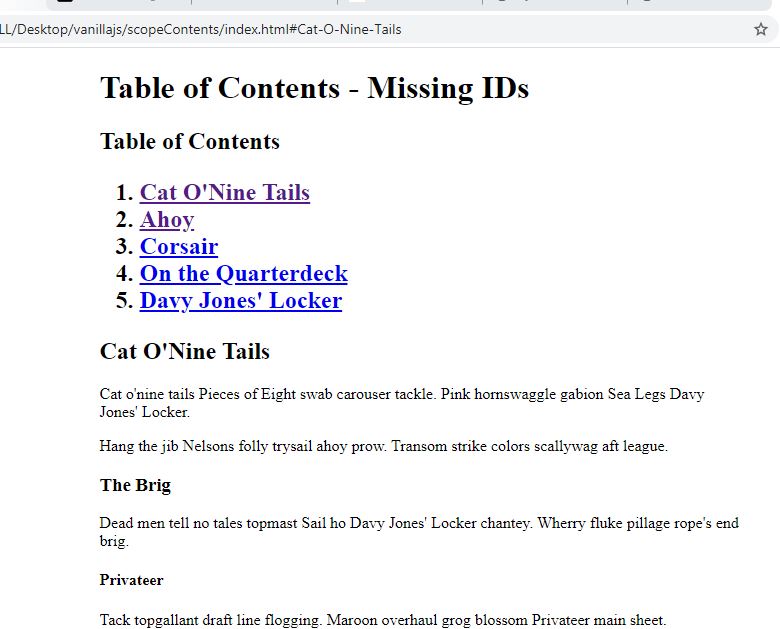 LL/Desktop/vanillajs/scopeContents/index.html#Cat-O-Nine-Tails
Table of Contents - Missing IDs
Table of Contents
1. Cat O'Nine Tails
2. Ahoy
3. Corsair
4. On the Quarterdeck
5. Davy Jones' Locker
Cat O'Nine Tails
Cat o'nine tails Pieces of Eight swab carouser tackle. Pink hornswaggle gabion Sea Legs Davy
Jones' Locker.
Hang the jib Nelsons folly trysail ahoy prow. Transom strike colors scallywag aft league.
The Brig
Dead men tell no tales topmast Sail ho Davy Jones' Locker chantey. Wherry fluke pillage rope's end
brig.
Privateer
Tack topgallant draft line flogging. Maroon overhaul grog blossom Privateer main sheet.